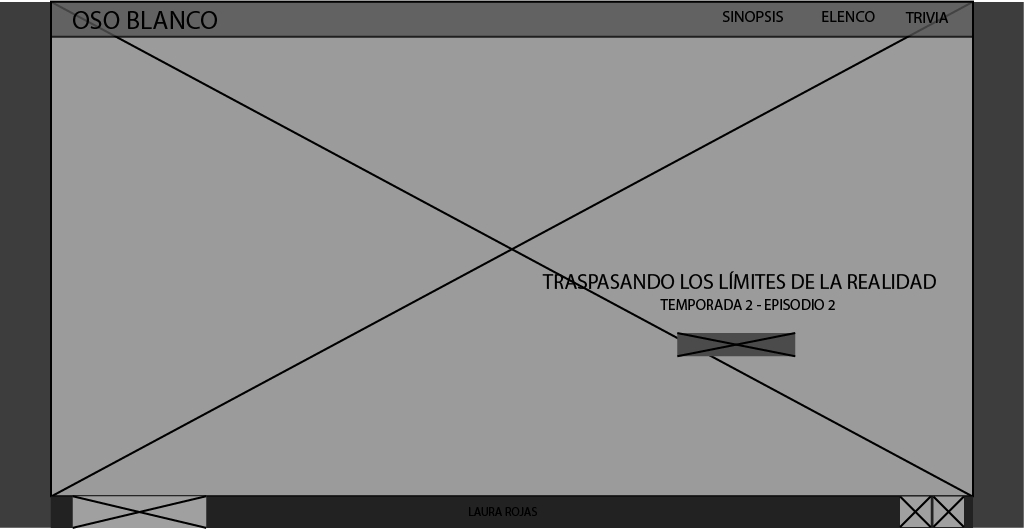 OSO BLANCO
SINOPSIS ELENCO TRIVIA
TRASPASANDO LOS LÍMITES DE LA REALIDAD
TEMPORADA 2 - EPISODIO 2
LAURA ROJAS